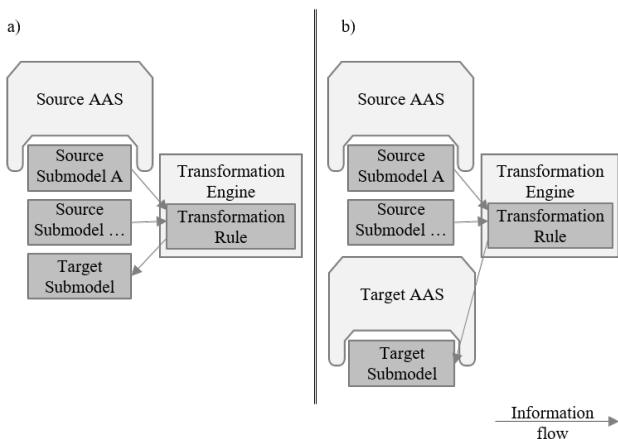 a)
Source AAS
Source
Submodel A
Source
Submodel …
Target
Submodel
Transformation
Engine
Transformation
Rule
b)
Source AAS
Source
Submodel A
Source
Submodel …
Transformation
Engine
Transformation
Rule
Target AAS
Target
Submodel
Information
flow